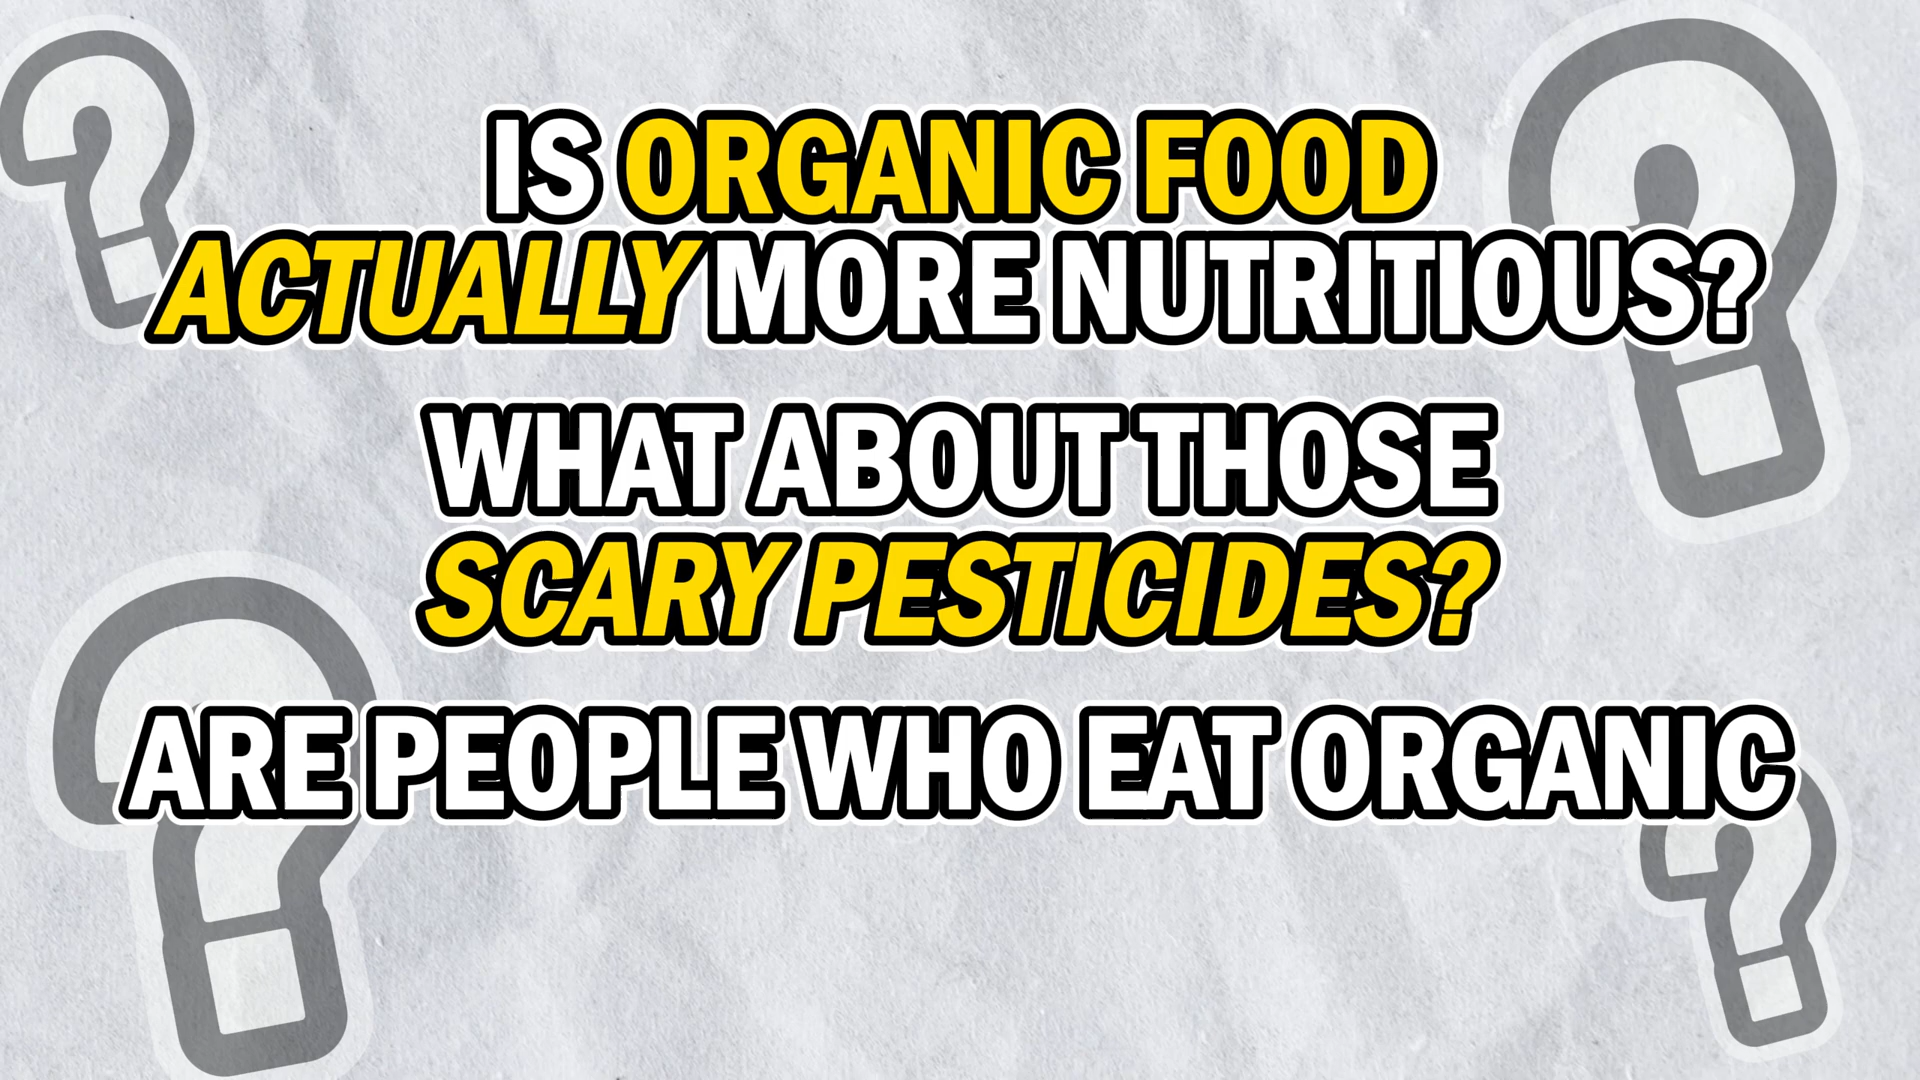 IS ORGANIC FOOD
ACTUALLY MORE NUTRITIOUS?
WHAT ABOUT THOSE
SCARY PESTICIDES?
ARE PEOPLE WHO EAT ORGANIC